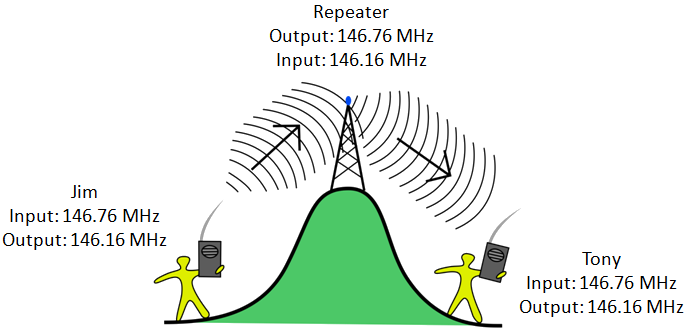 Repeater
Output: 146.76 MHz
Input: 146.16 MHz
Jim
Input: 146.76 MHz
Output: 146.16 MHz
Tony
Input: 146.76 MHz
Output: 146.16 MHz